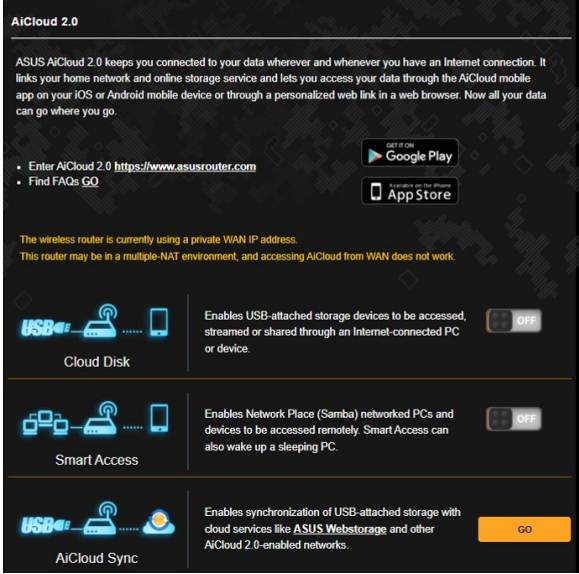 AiCloud 2.0
ASUS AiCloud 2.0 keeps you connected to your data wherever and whenever you have an Internet connection. It
links your home network and online storage service and lets you access your data through the AiCloud mobile
app on your iOS or Android mobile device or through a personalized web link in a web browser. Now all your data
can go where you go.
GET IT ON
Google Play
• Enter AiCloud 2.0 https://www.asusrouter.com
• Find FAQs GO
Available on the iPhone
App Store
The wireless router is currently using a private WAN IP address.
This router may be in a multiple-NAT environment, and accessing AiCloud from WAN does not work.
USB
Cloud Disk
Enables USB-attached storage devices to be accessed,
streamed or shared through an Internet-connected PC
or device.
OFF
Smart Access
Enables Network Place (Samba) networked PCs and
devices to be accessed remotely. Smart Access can
also wake up a sleeping PC.
OFF
USB
AiCloud Sync
Enables synchronization of USB-attached storage with
cloud services like ASUS Webstorage and other
AiCloud 2.0-enabled networks.
GO